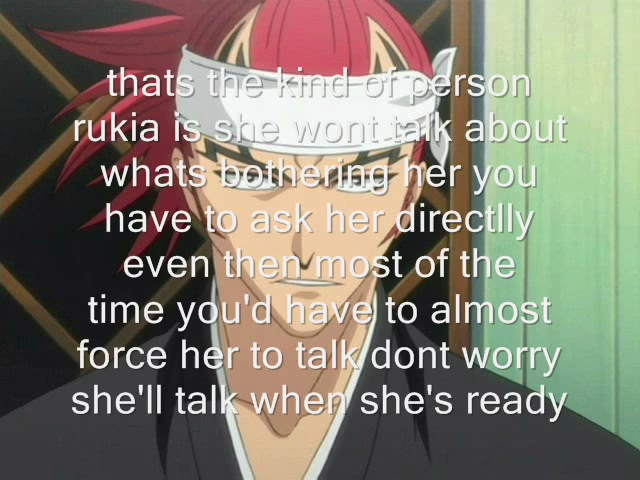 thats the kind of person
rukia is she wont talk about
whats bothering her you
have to ask her directlly
even then most of the
time you'd have to almost
force her to talk dont worry
she'll talk when she's ready